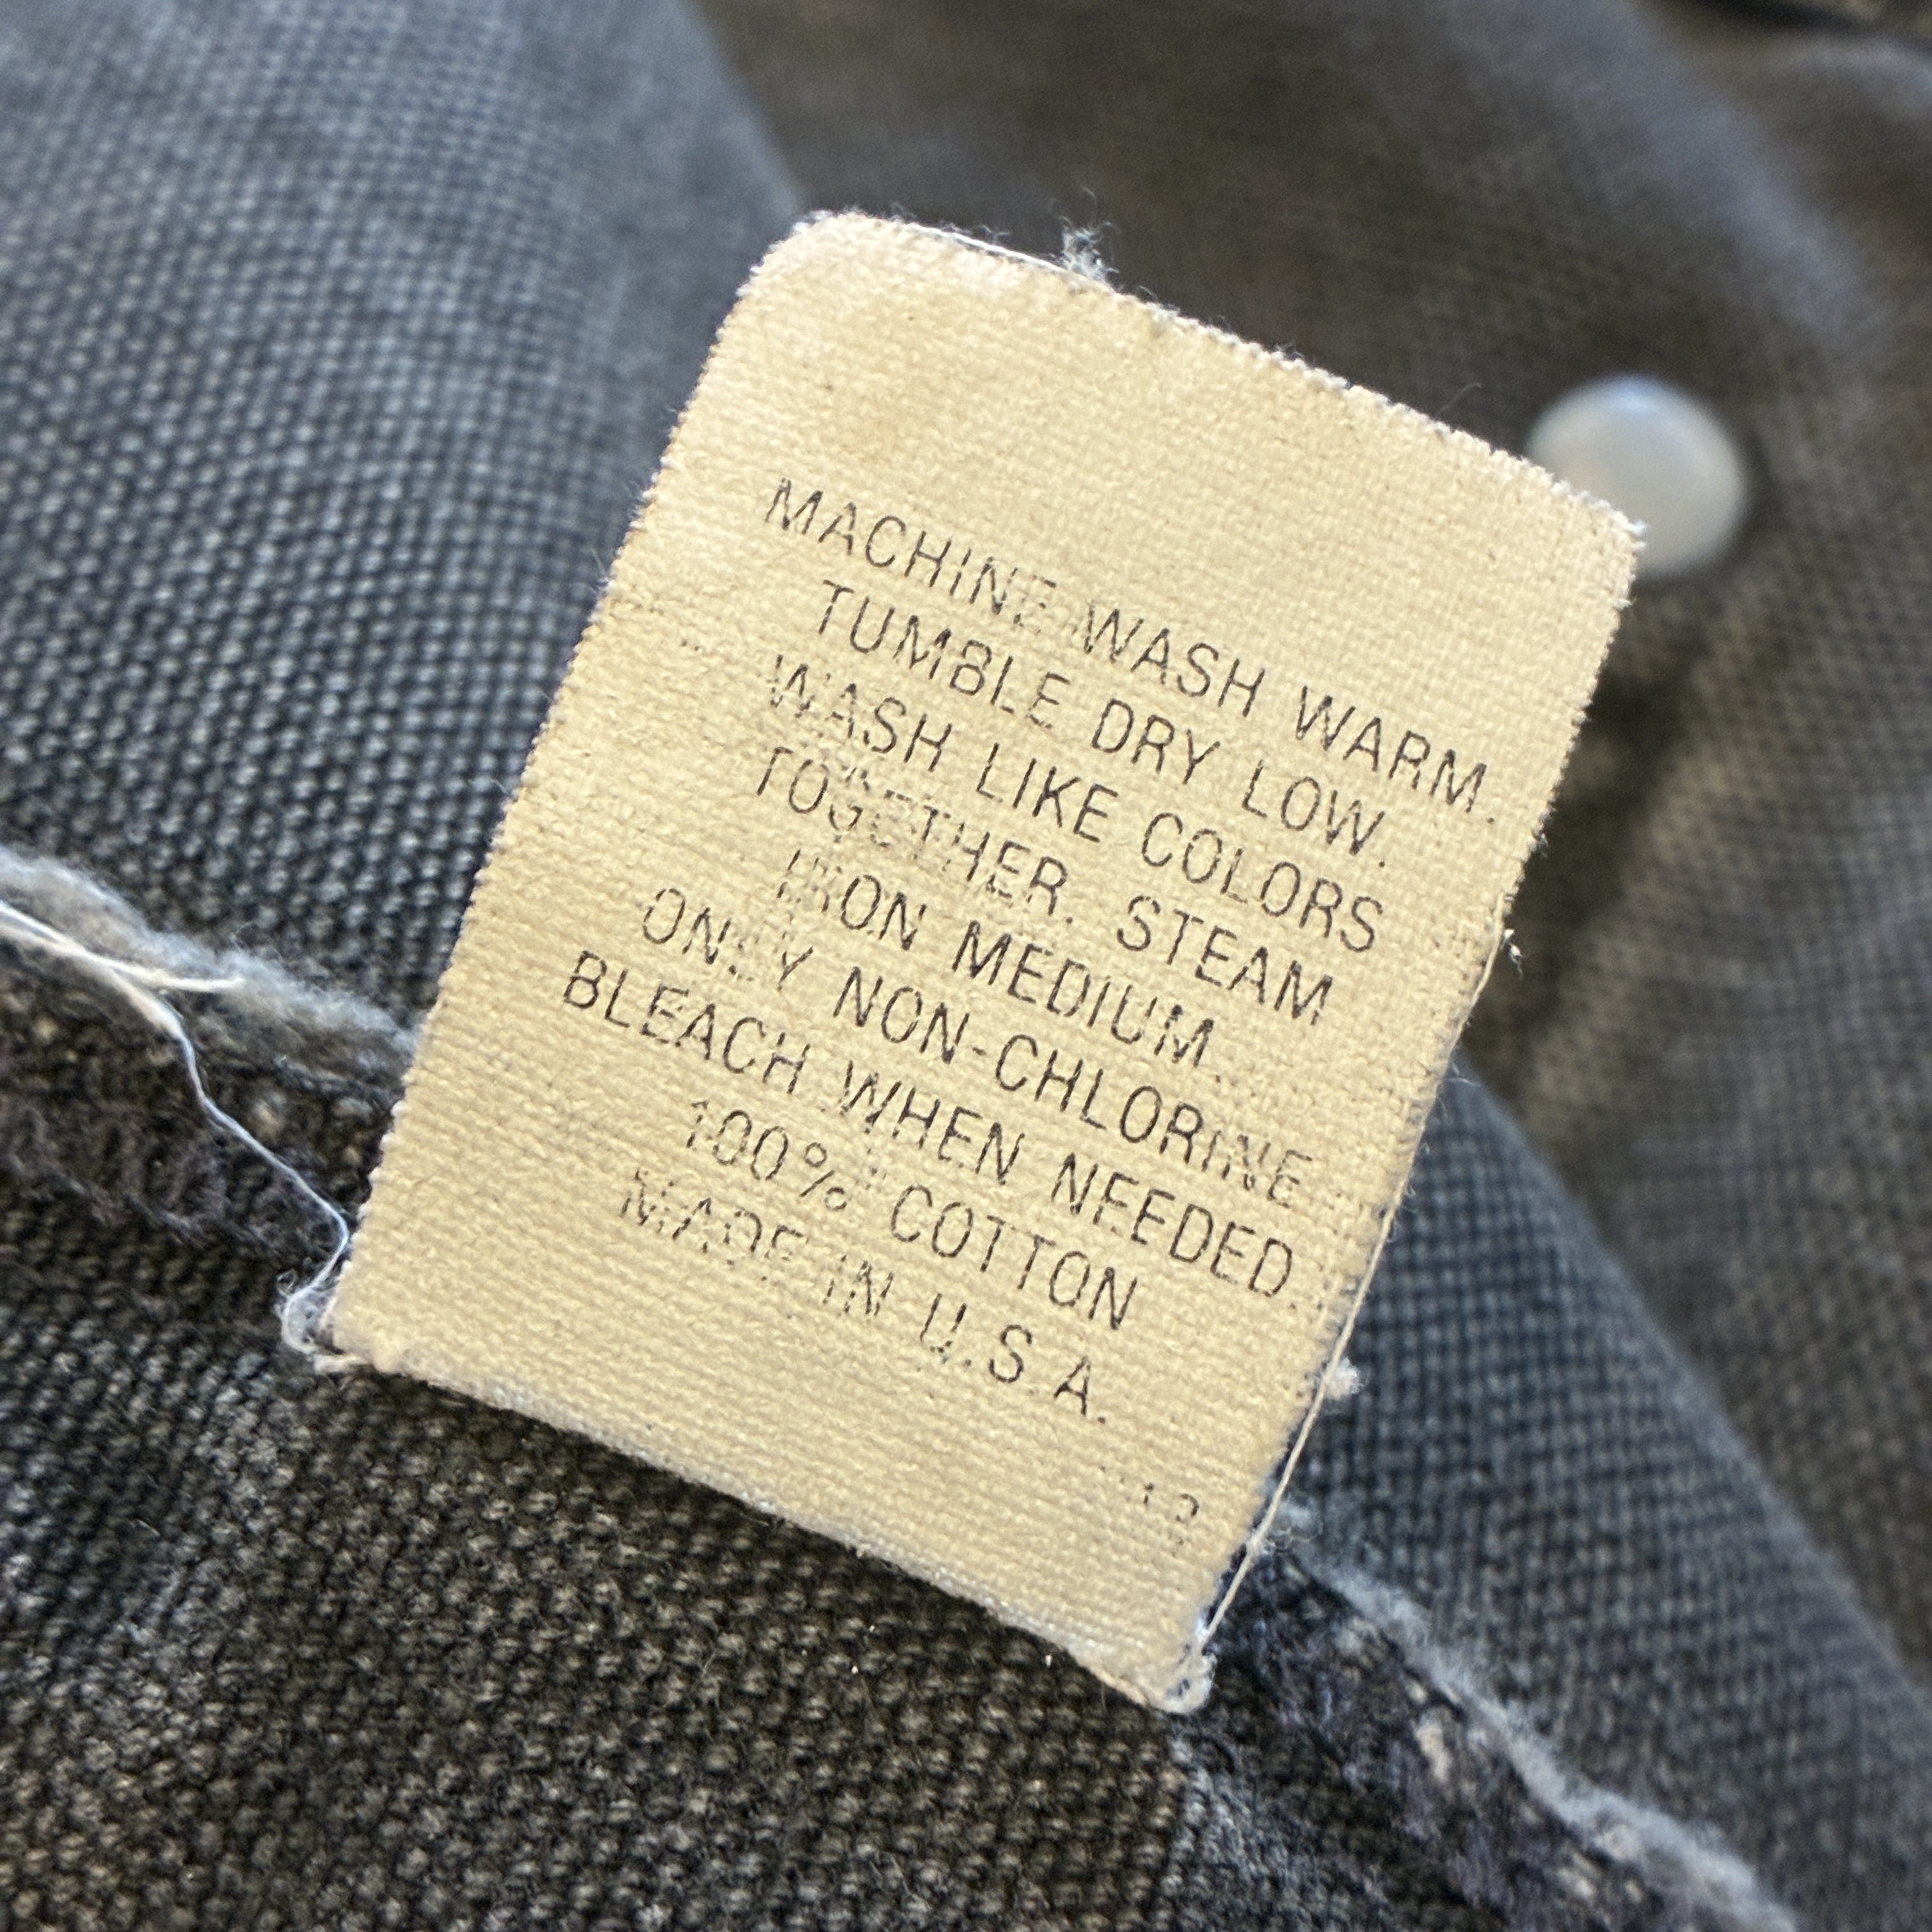 MACHINE WASH WARM.
TUMBLE DRY LOW.
WASH LIKE COLORS
TOGETHER. STEAM
IRON MEDIUM.
ONLY NON-CHLORINE
BLEACH WHEN NEEDED.
100% COTTON
MADE IN U.S.A.